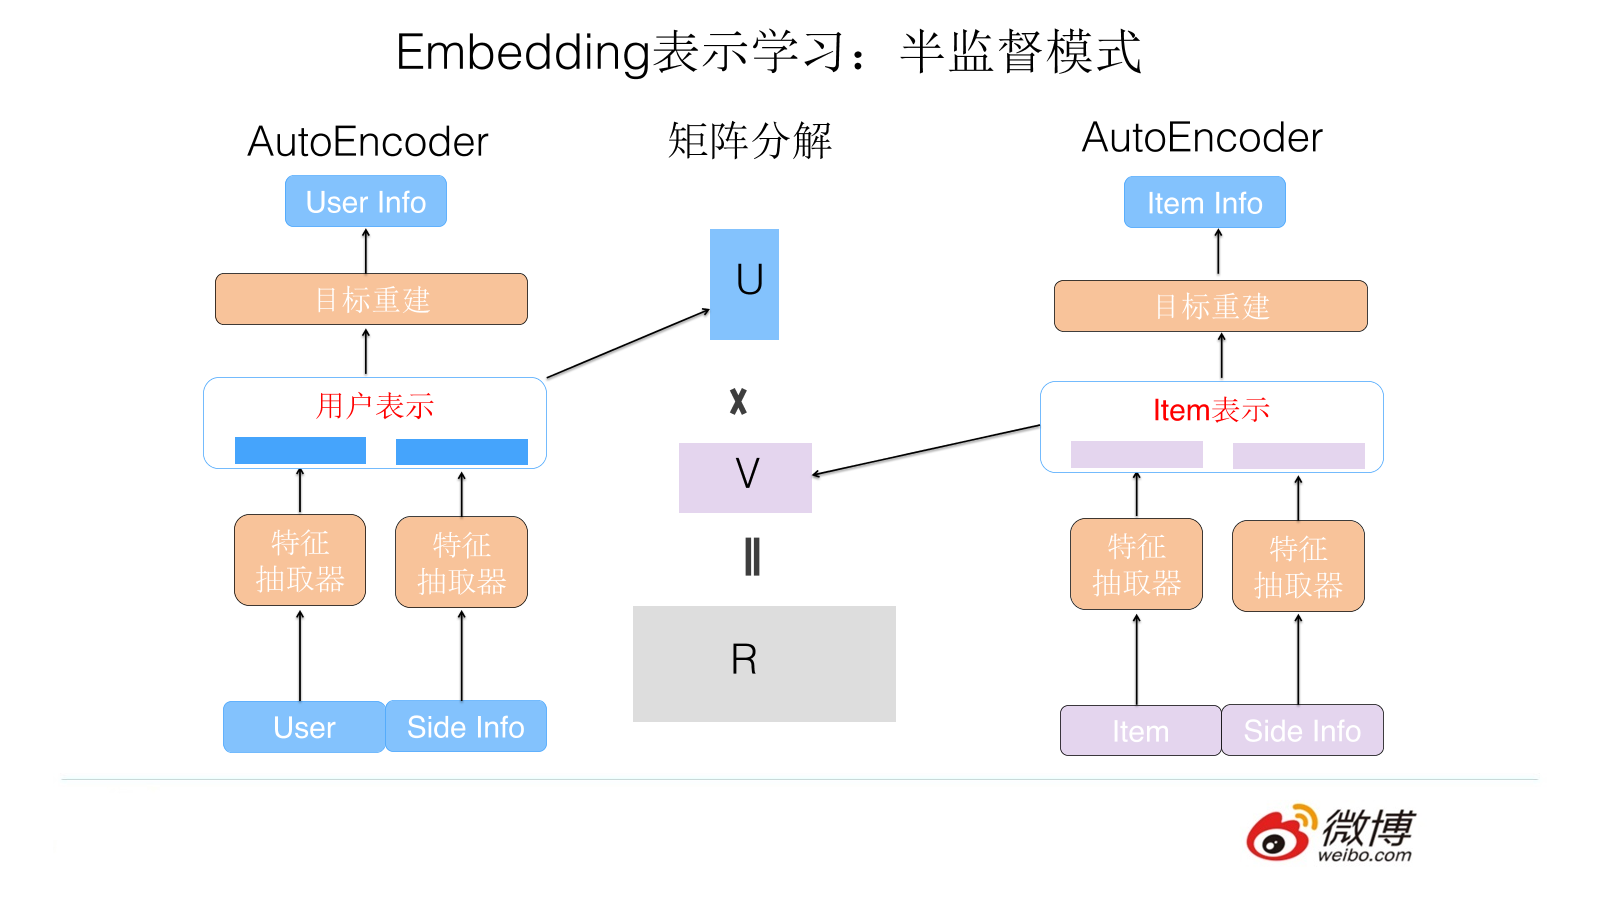 Embedding表示学习：半监督模式
AutoEncoder
User Info
目标重建
用户表示
特征
抽取器
特征
抽取器
User
Side Info
矩阵分解
U
x
V
=
R
AutoEncoder
Item Info
目标重建
Item表示
特征
抽取器
特征
抽取器
Item
Side Info
微博
weibo.com